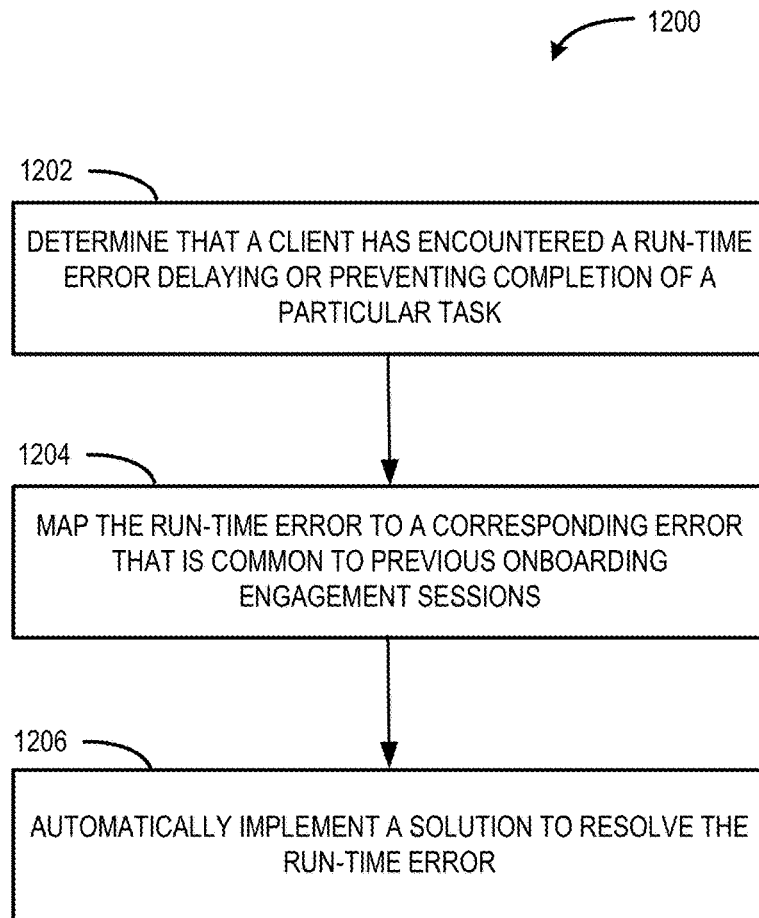 1200
1202
DETERMINE THAT A CLIENT HAS ENCOUNTERED A RUN-TIME
ERROR DELAYING OR PREVENTING COMPLETION OF A
PARTICULAR TASK
1204
MAP THE RUN-TIME ERROR TO A CORRESPONDING ERROR
THAT IS COMMON TO PREVIOUS ONBOARDING
ENGAGEMENT SESSIONS
1206
AUTOMATICALLY IMPLEMENT A SOLUTION TO RESOLVE THE
RUN-TIME ERROR